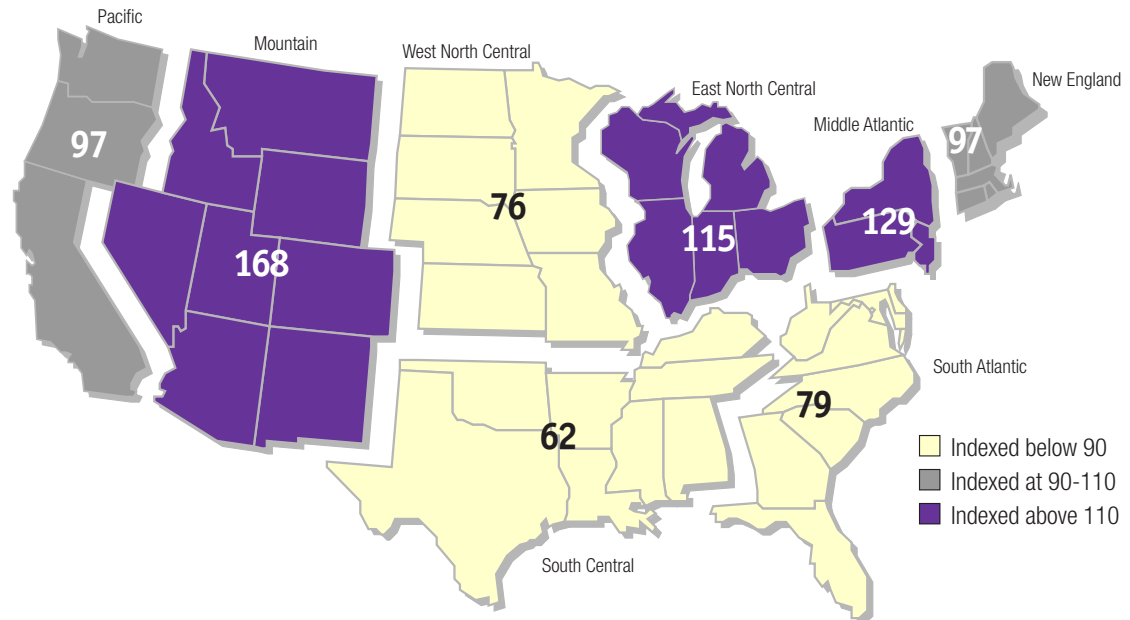 Pacific
Mountain
West North Central
East North Central
New England
Middle Atlantic
97
97
76
129
115
168
South Atlantic
79
62
Indexed below 90
Indexed at 90-110
Indexed above 110
South Central